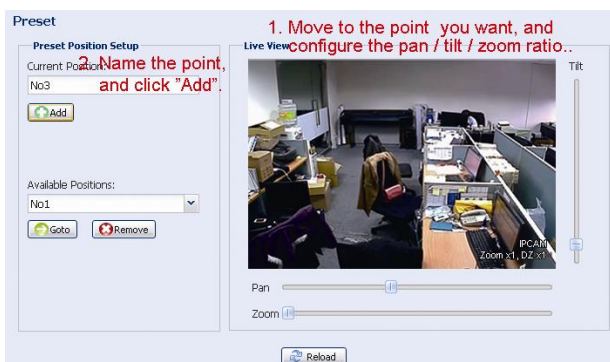 Preset
1. Move to the point you want, and
configure the pan / tilt / zoom ratio..
Preset Position Setup
Live View
Current Position:
2. Name the point,
and click "Add".
No3
Add
Tilt
Available Positions:
No1
Goto
Remove
IPCAM
Zoom x1, DZ x1
Pan
Zoom
Reload